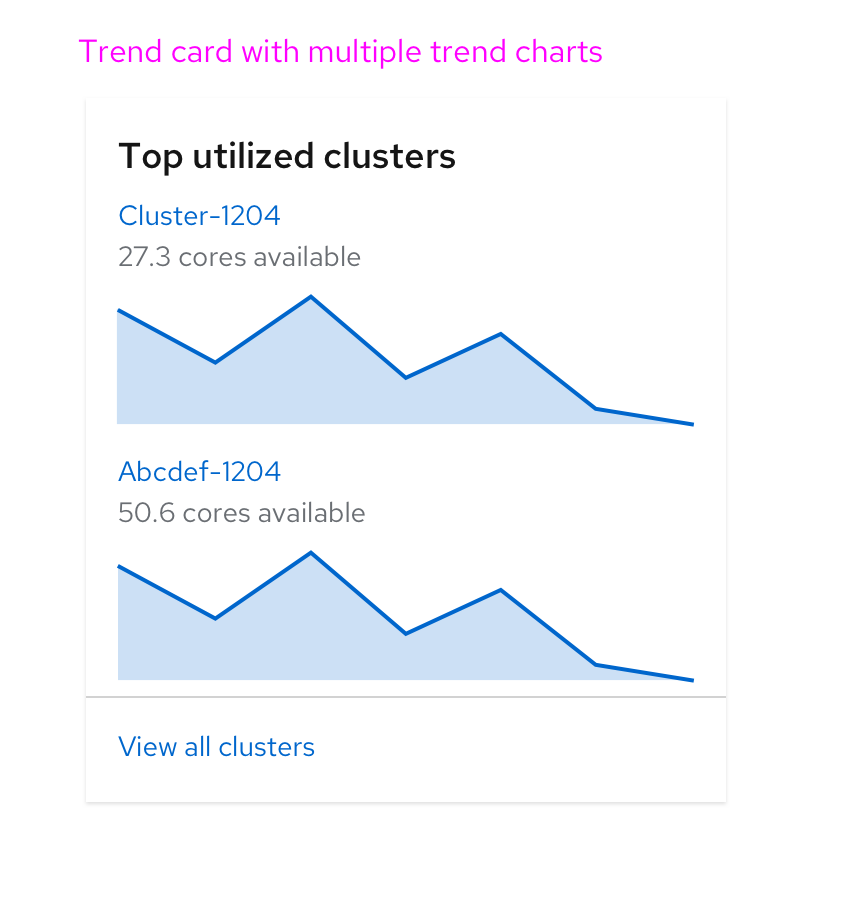 Trend card with multiple trend charts
Top utilized clusters
Cluster-1204
27.3 cores available
Abcdef-1204
50.6 cores available
View all clusters